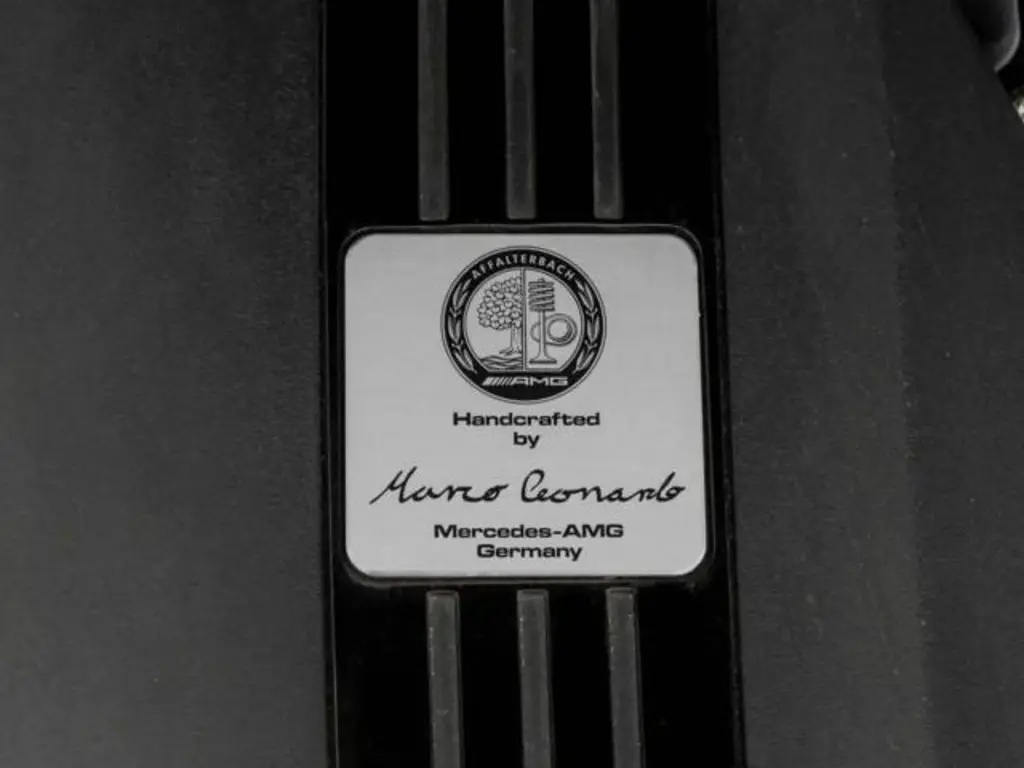 AFFALTERBACH
AMG
Handcrafted
by
Marco Leonardo
Mercedes-AMG
Germany